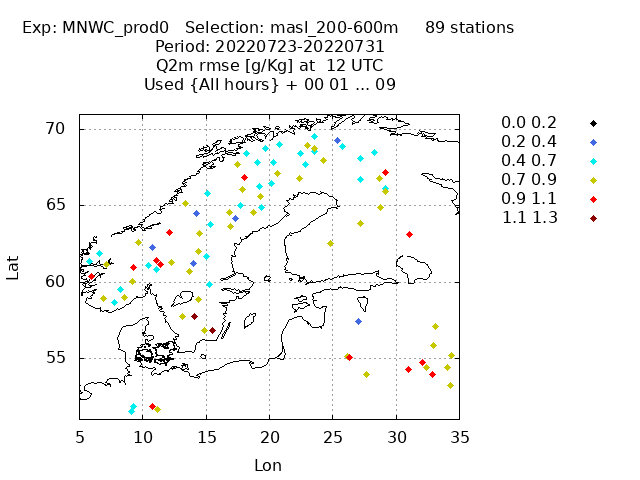 Exp: MNWC_prod0 Selection: masl_200-600m 89 stations
Period: 20220723-20220731
Q2m rmse [g/Kg] at 12 UTC
Used {All hours} + 00 01 ... 09
0.0 0.2
0.2 0.4
0.4 0.7
0.7 0.9
0.9 1.1
1.1 1.3
70
65
60
55
Lat
5 10 15 20 25 30 35
Lon